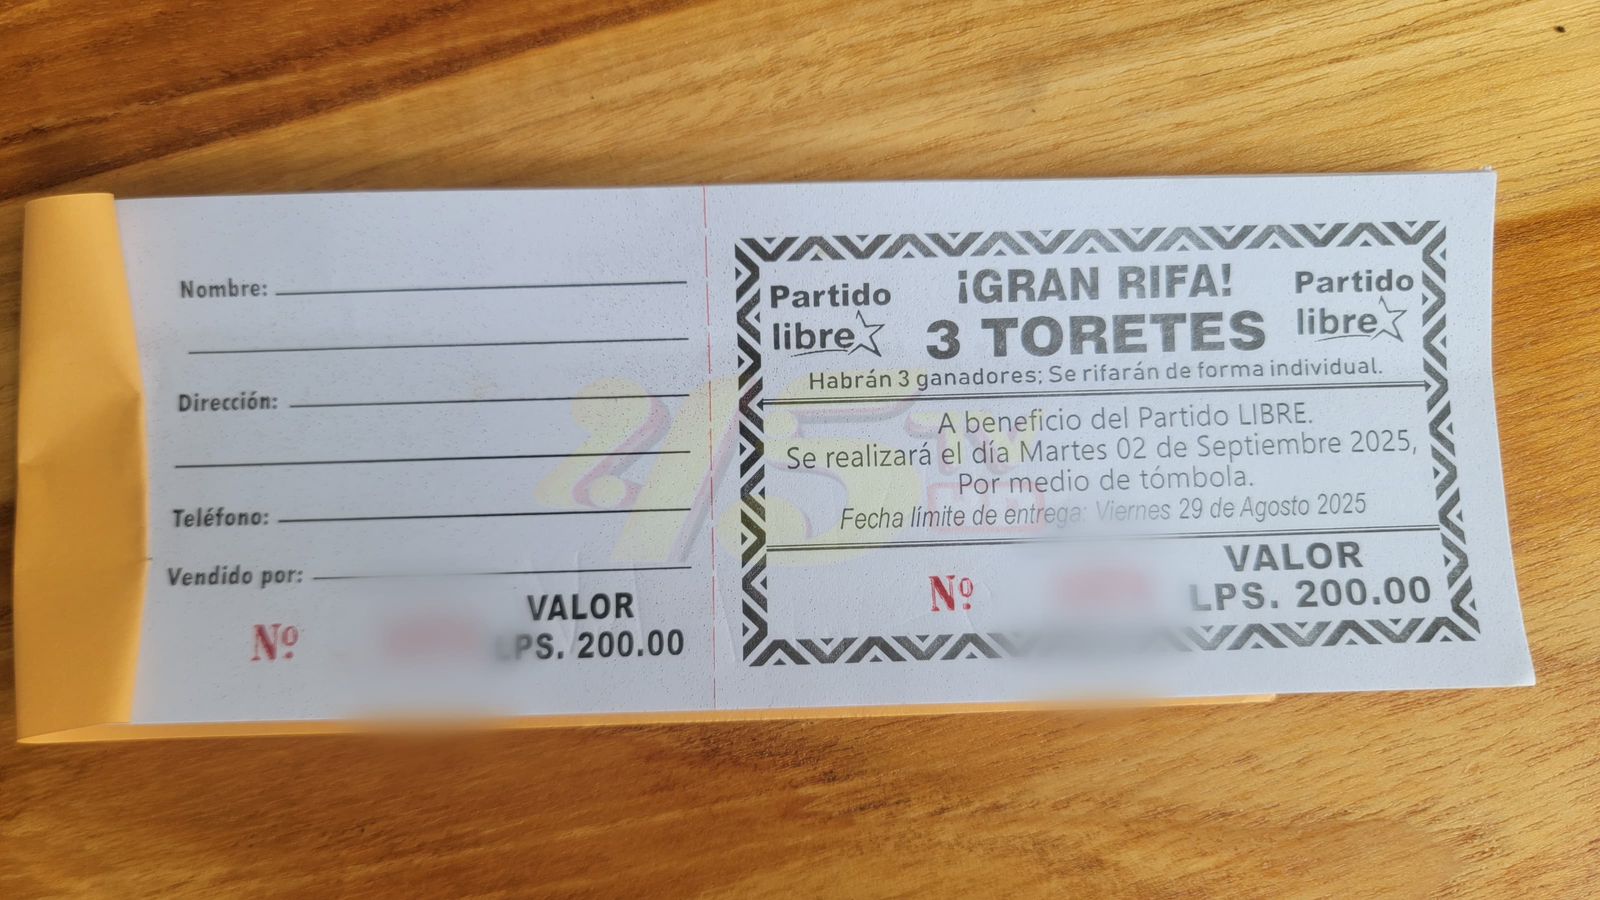 Nombre:
Dirección:
Teléfono:
Vendido por:
Nº
VALOR
LPS. 200.00
Partido
libre
¡GRAN RIFA!
3 TORETES
Partido
libre
Habrán 3 ganadores; Se rifarán de forma individual.
A beneficio del Partido LIBRE.
Se realizará el día Martes 02 de Septiembre 2025,
Por medio de tómbola.
Fecha límite de entrega: Viernes 29 de Agosto 2025
Nº
VALOR
LPS. 200.00